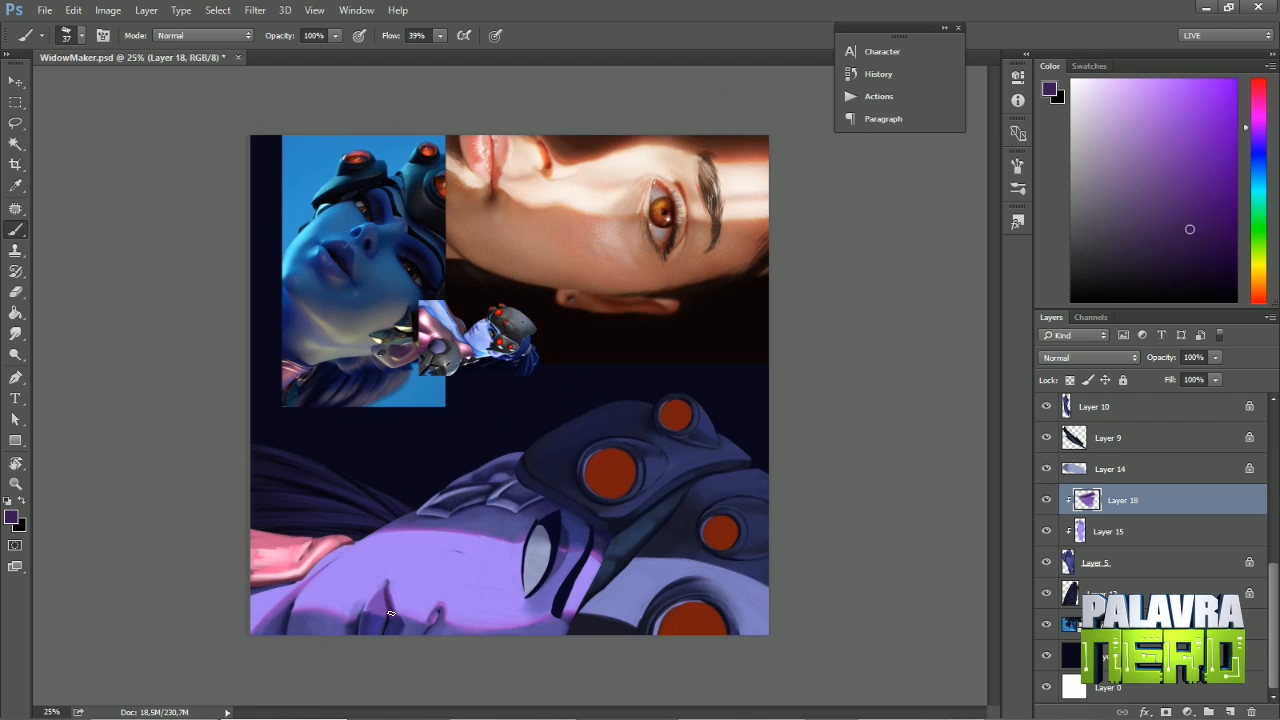 Ps File Edit Image Layer Type Select Filter 3D View Window Help
37 Mode: Normal Opacity: 100% Flow: 39% LIVE
WidowMaker.psd @ 25% (Layer 18, RGB/8) * ×
Character
History
Actions
Paragraph
Color Swatches
Layers Channels
Kind
Normal Opacity: 100%
Lock: Fill: 100%
Layer 10
Layer 9
Layer 14
Layer 18
Layer 15
Layer 5
Layer 0
PALAVRA
NERD
25% Doc: 18,5M/230,7M